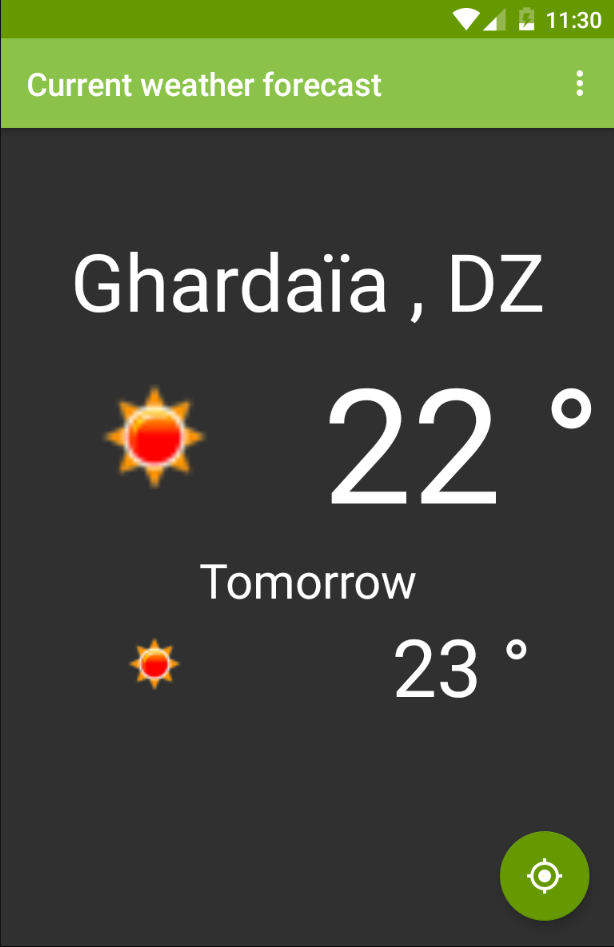 11:30
Current weather forecast
Ghardaïa , DZ
22 °
Tomorrow
23 °